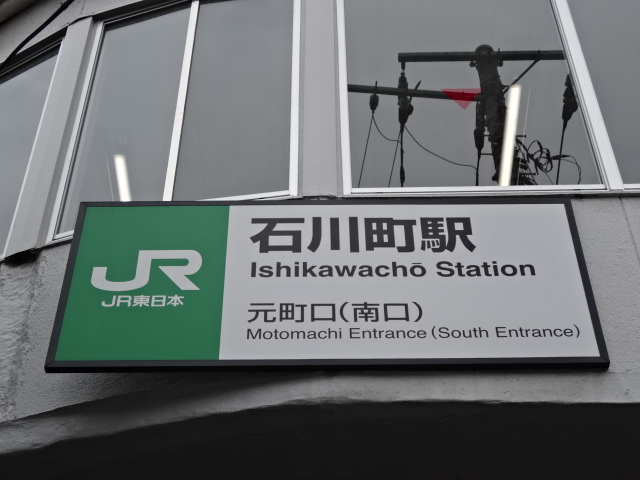 JR
JR東日本
石川町駅
Ishikawachō Station
元町口(南口)
Motomachi Entrance (South Entrance)